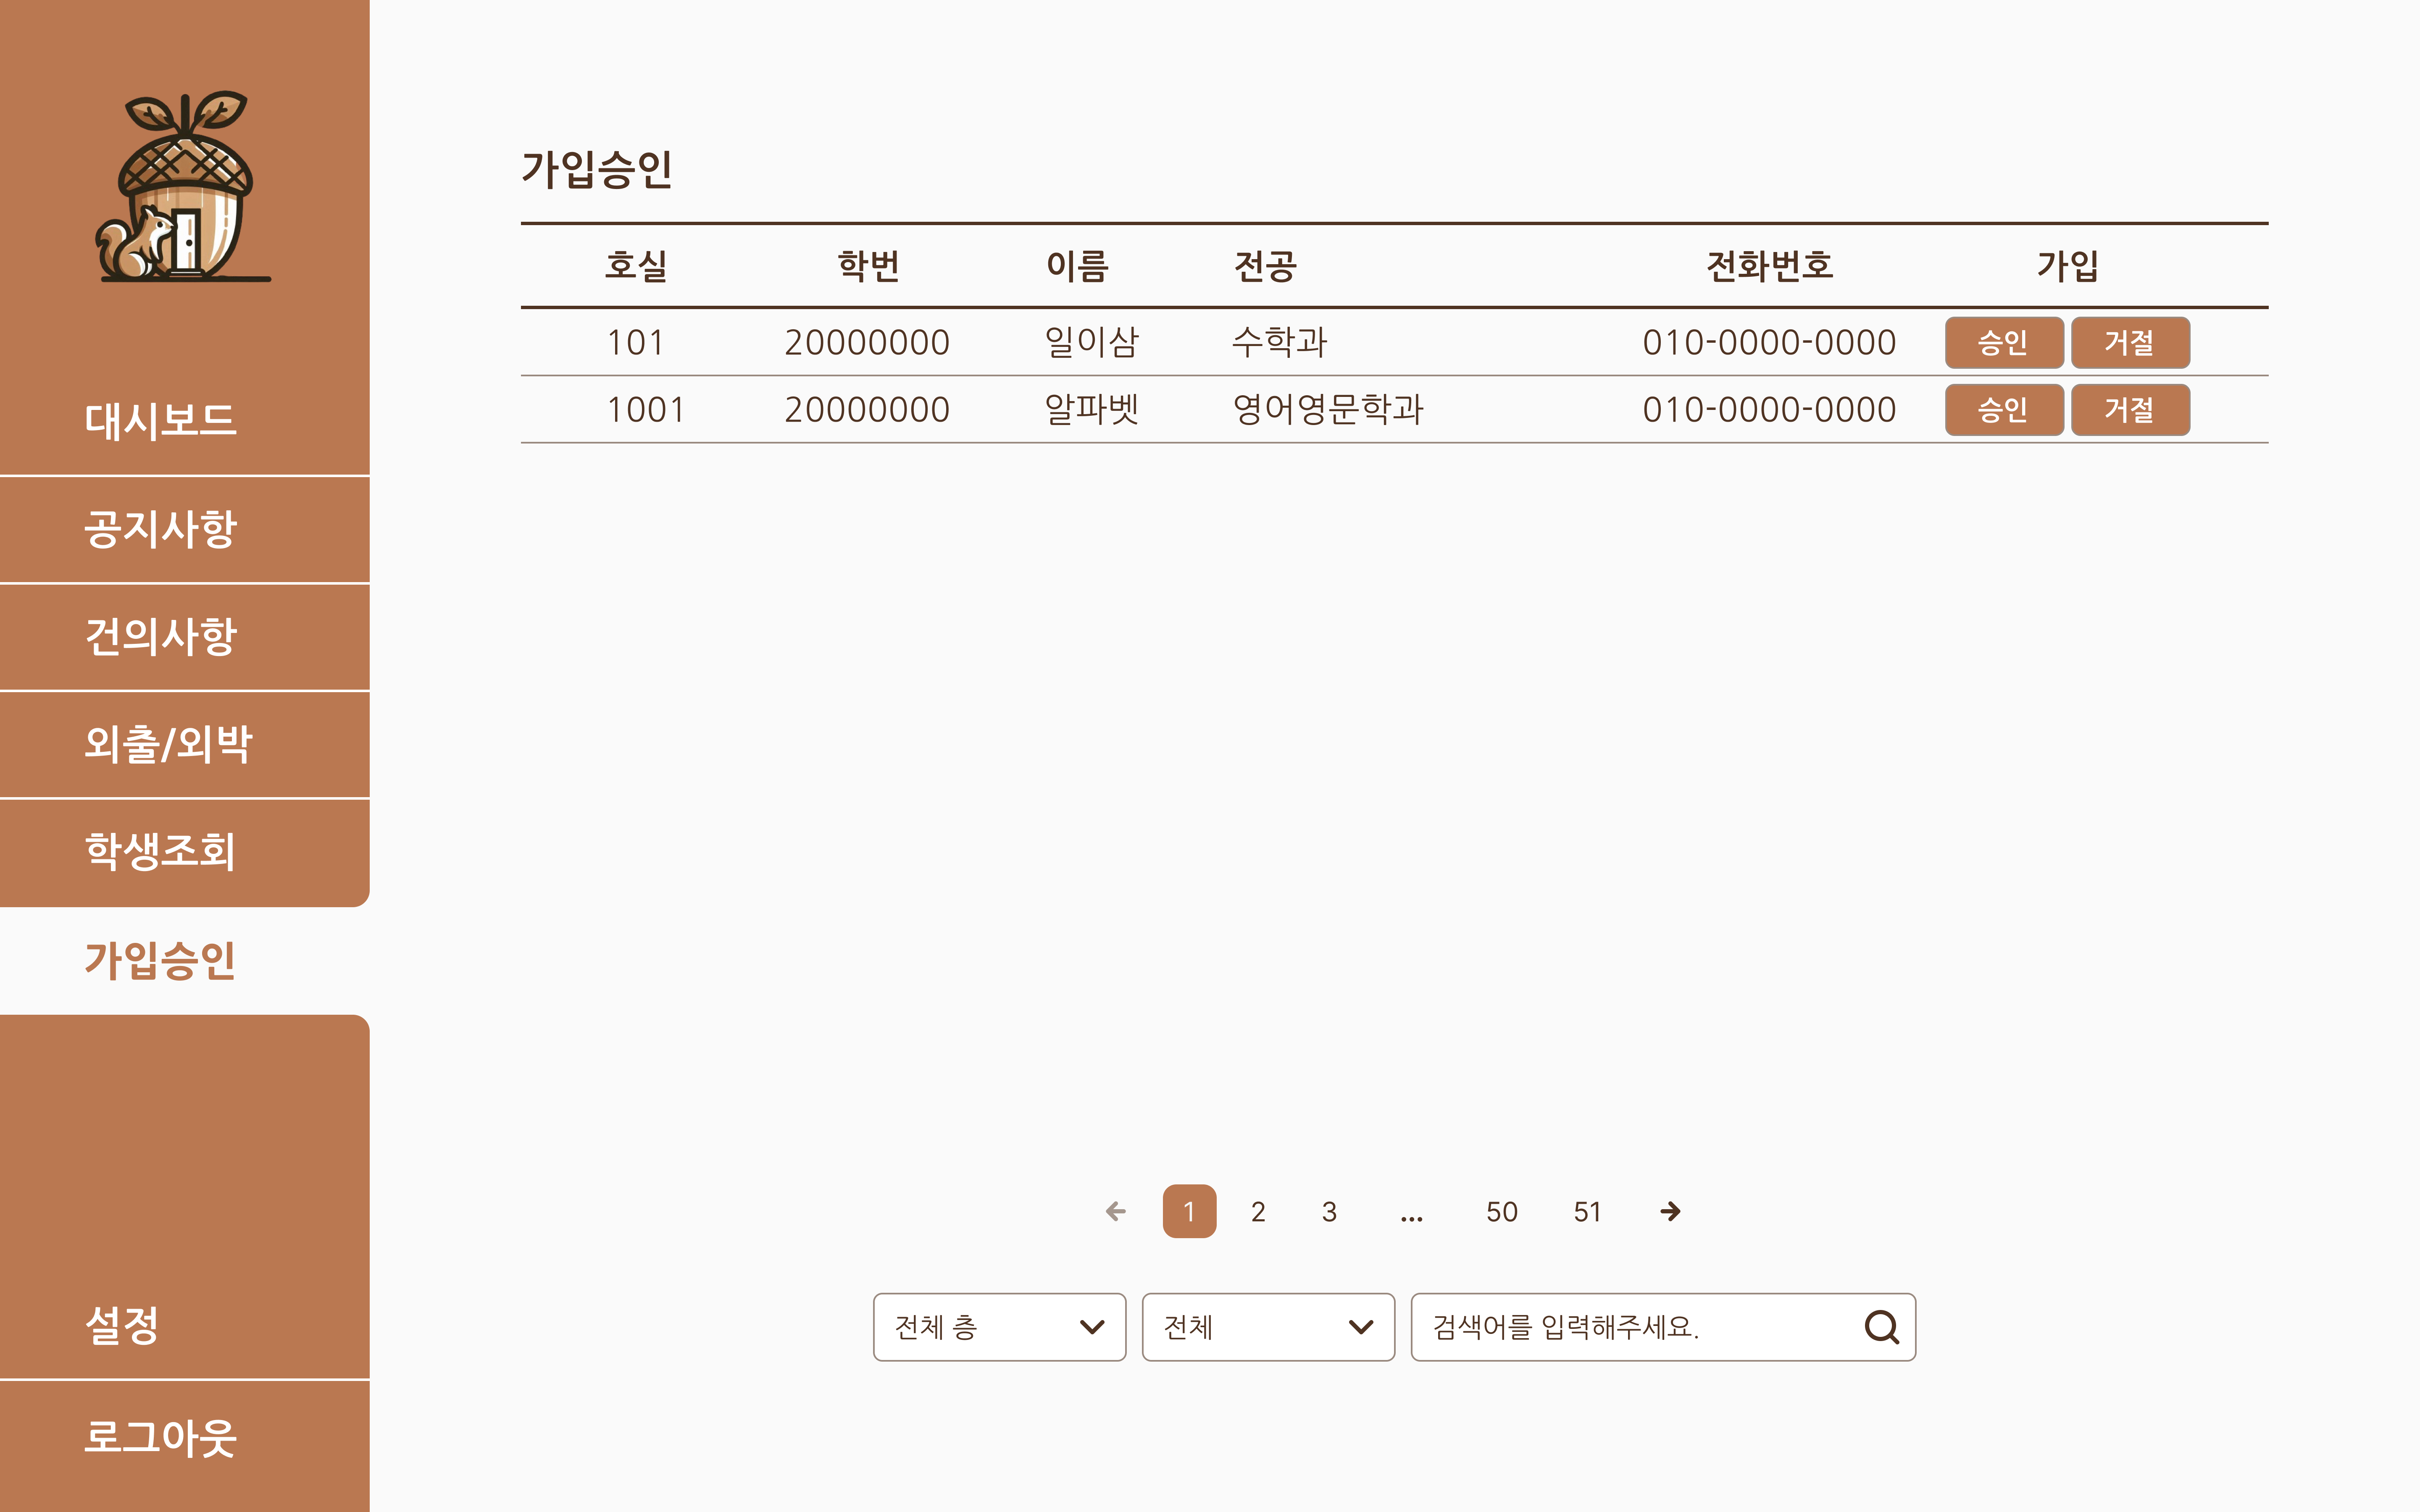 대시보드
공지사항
건의사항
외출/외박
학생조회
가입승인
설정
로그아웃
가입승인
호실 학번 이름 전공 전화번호 가입
101 20000000 일이삼 수학과 010-0000-0000 승인 거절
1001 20000000 알파벳 영어영문학과 010-0000-0000 승인 거절
1 2 3 ... 50 51
전체 층 전체 검색어를 입력해주세요.